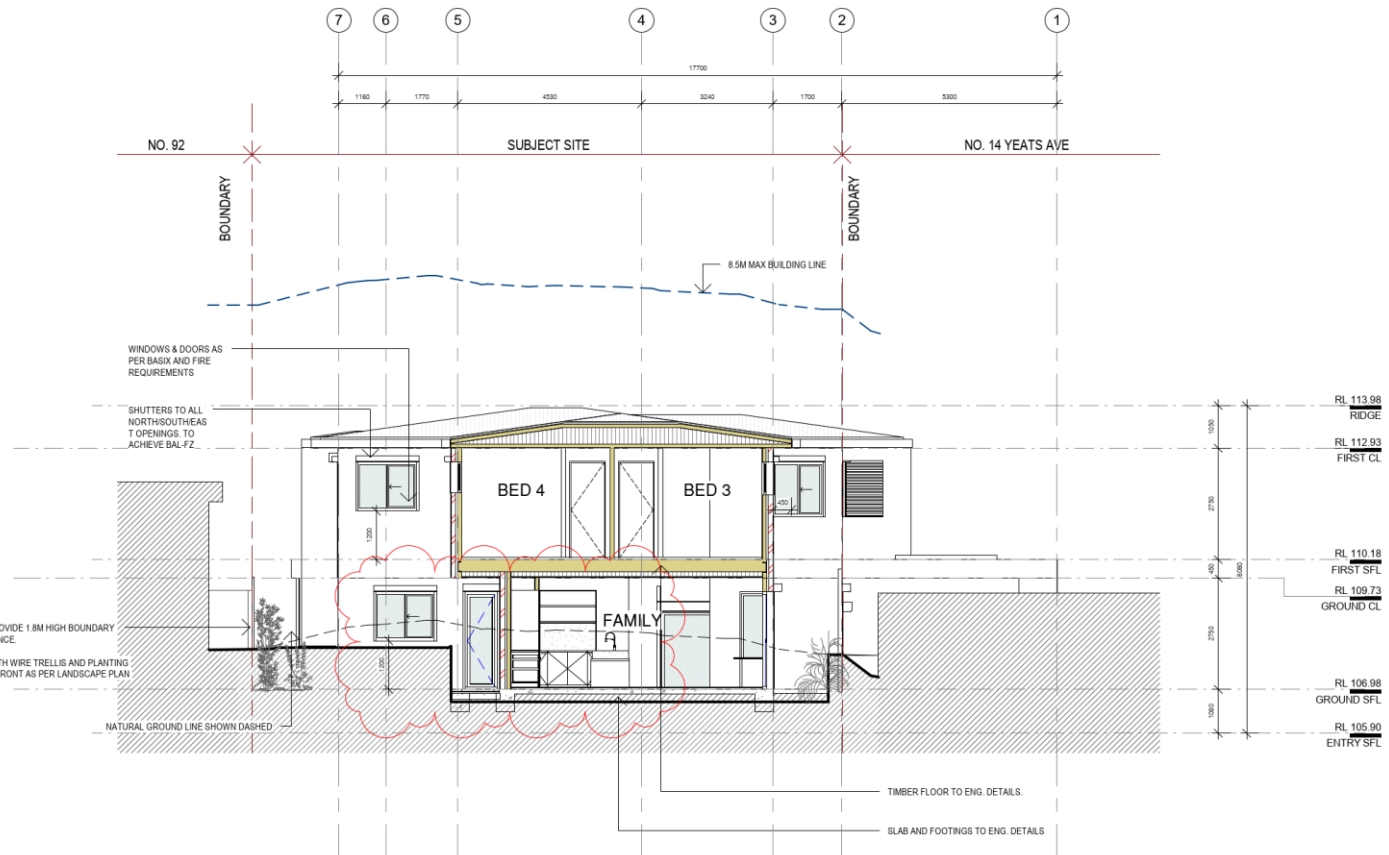 7 6 5 4 3 2 1
17700
1160 1770 4530 3240 1700 5300
NO. 92 SUBJECT SITE NO. 14 YEATS AVE
BOUNDARY
BOUNDARY
8.5M MAX BUILDING LINE
WINDOWS & DOORS AS
PER BASIX AND FIRE
REQUIREMENTS
SHUTTERS TO ALL
NORTH/SOUTH/EAS
T OPENINGS. TO
ACHIEVE BAL-FZ
RL 113.98
RIDGE
1050
RL 112.93
FIRST CL
BED 4 BED 3
450
2750
1200
RL 110.18
FIRST SFL
450
8080
RL 109.73
GROUND CL
FAMILY
2750
1200
OVIDE 1.8M HIGH BOUNDARY
NCE.
TH WIRE TRELLIS AND PLANTING
RONT AS PER LANDSCAPE PLAN
RL 106.98
GROUND SFL
1080
NATURAL GROUND LINE SHOWN DASHED
RL 105.90
ENTRY SFL
TIMBER FLOOR TO ENG. DETAILS.
SLAB AND FOOTINGS TO ENG. DETAILS